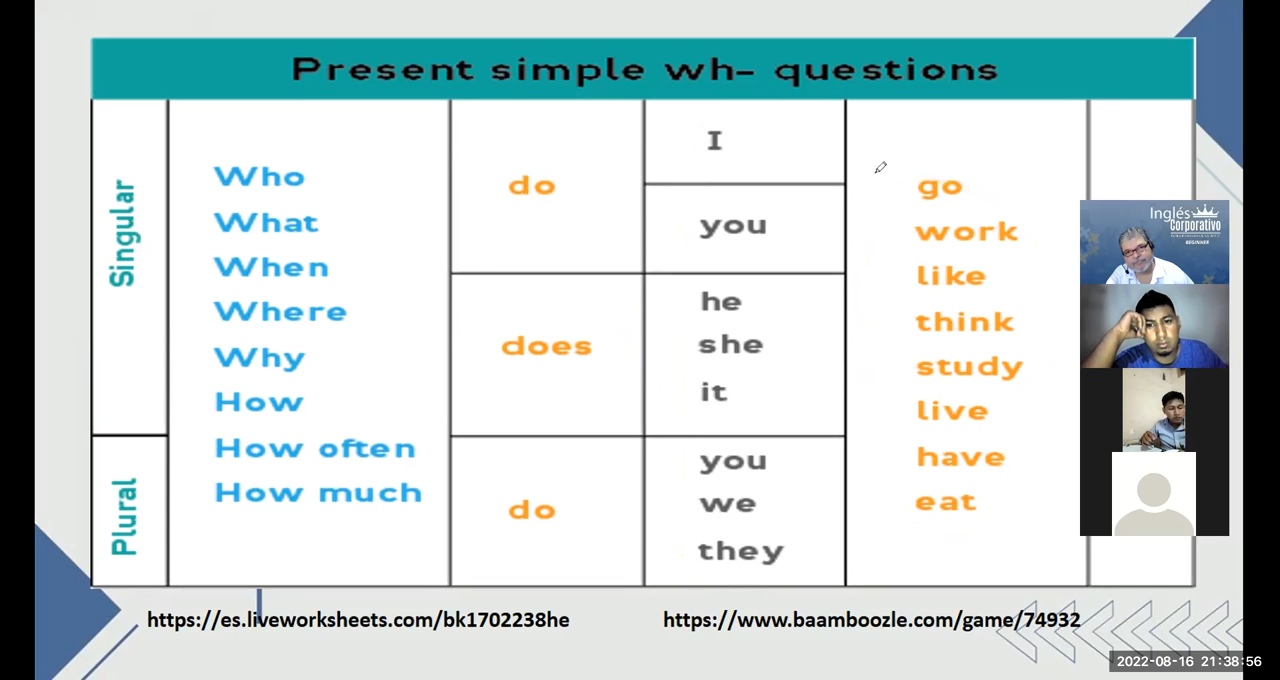 Present simple wh- questions
Singular
Plural
Who
What
When
Where
Why
How
How often
How much
do
does
do
I
you
he
she
it
you
we
they
go
work
like
think
study
live
have
eat
Inglés
Corporativo
BEGINNER
https://es.liveworksheets.com/bk1702238he
https://www.baamboozle.com/game/74932
2022-08-16 21:38:56